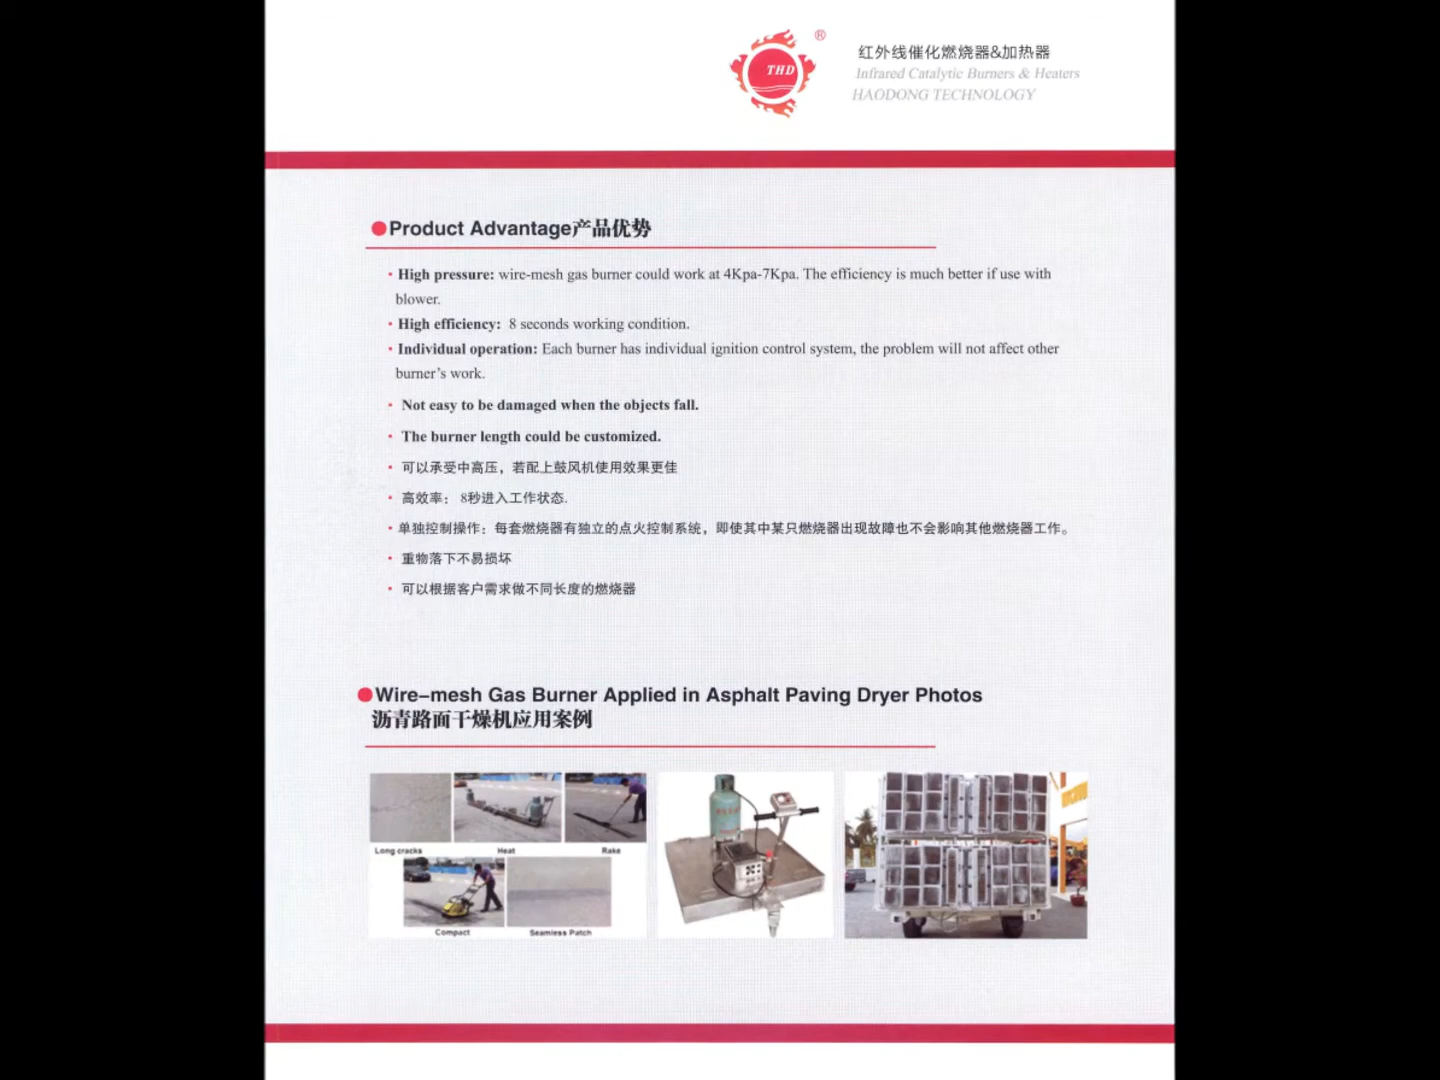 THD
®
红外线催化燃烧器&加热器
Infrared Catalytic Burners & Heaters
HAODONG TECHNOLOGY
Product Advantage产品优势
• High pressure: wire-mesh gas burner could work at 4Kpa-7Kpa. The efficiency is much better if use with
blower.
• High efficiency: 8 seconds working condition.
• Individual operation: Each burner has individual ignition control system, the problem will not affect other
burner’s work.
• Not easy to be damaged when the objects fall.
• The burner length could be customized.
• 可以承受中高压，若配上鼓风机使用效果更佳
• 高效率： 8秒进入工作状态.
• 单独控制操作：每套燃烧器有独立的点火控制系统，即使其中某只燃烧器出现故障也不会影响其他燃烧器工作。
• 重物落下不易损坏
• 可以根据客户需求做不同长度的燃烧器
Wire-mesh Gas Burner Applied in Asphalt Paving Dryer Photos
沥青路面干燥机应用案例
Long cracks
Heat
Rake
Compact
Seamless Patch